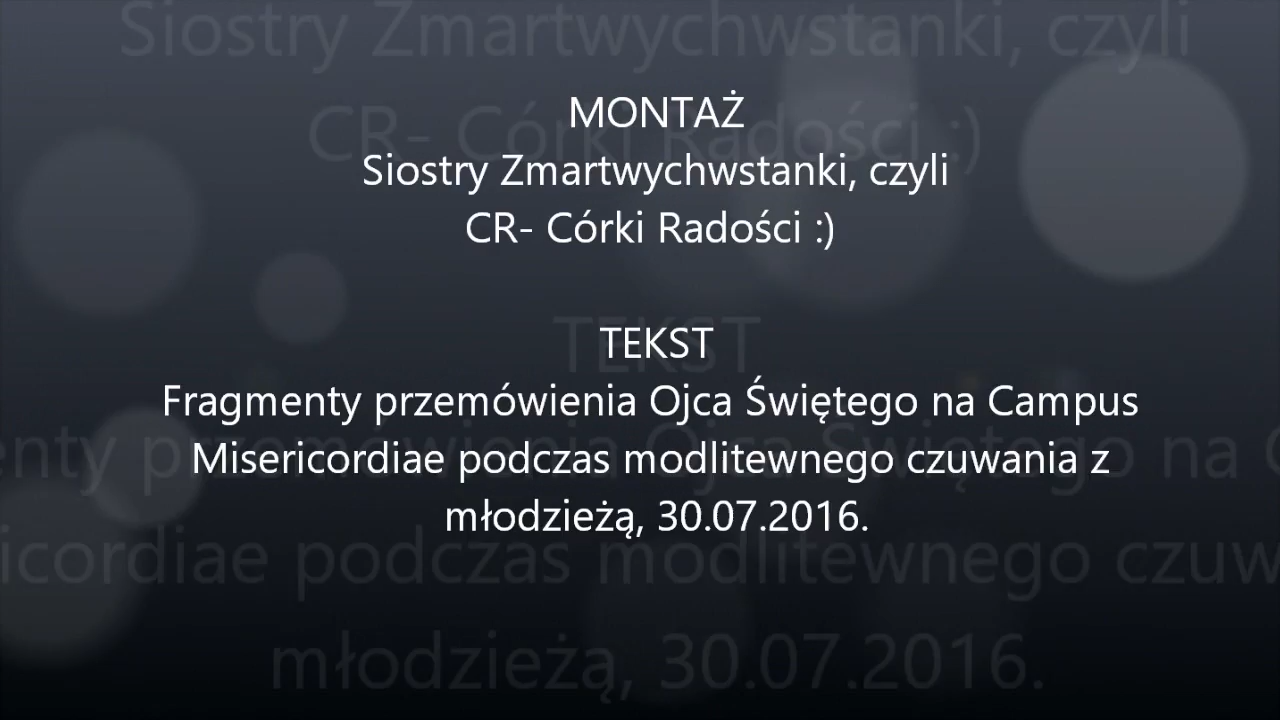 MONTAŻ
Siostry Zmartwychwstanki, czyli
CR- Córki Radości :)
TEKST
Fragmenty przemówienia Ojca Świętego na Campus
Misericordiae podczas modlitewnego czuwania z
młodzieżą, 30.07.2016.